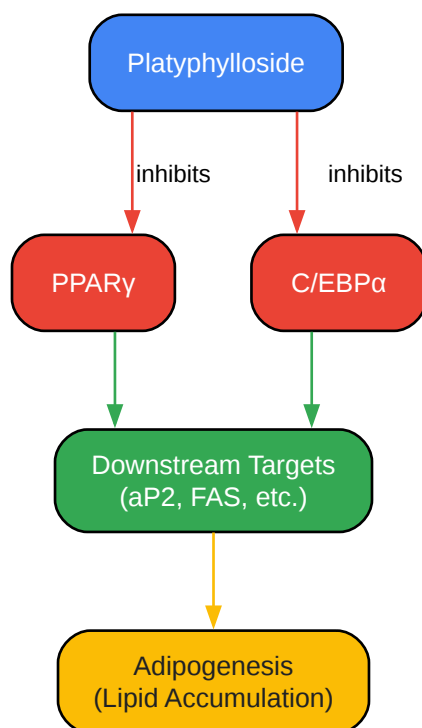 Platyphylloside
inhibits
inhibits
PPARγ
C/EBPα
Downstream Targets
(aP2, FAS, etc.)
Adipogenesis
(Lipid Accumulation)